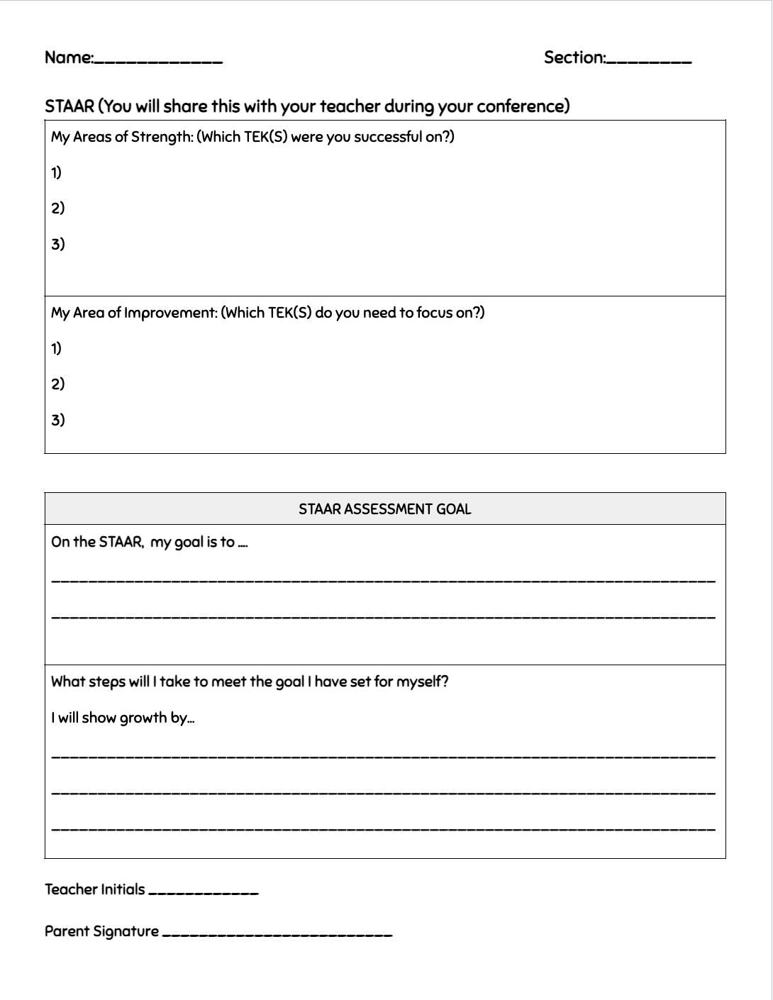 Name:____________ Section:________
STAAR (You will share this with your teacher during your conference)
My Areas of Strength: (Which TEK(S) were you successful on?)
1)
2)
3)
My Area of Improvement: (Which TEK(S) do you need to focus on?)
1)
2)
3)
STAAR ASSESSMENT GOAL
On the STAAR,  my goal is to ....
________________________________________________________________________
________________________________________________________________________
What steps will I take to meet the goal I have set for myself?
I will show growth by...
________________________________________________________________________
________________________________________________________________________
________________________________________________________________________
Teacher Initials ____________
Parent Signature _________________________